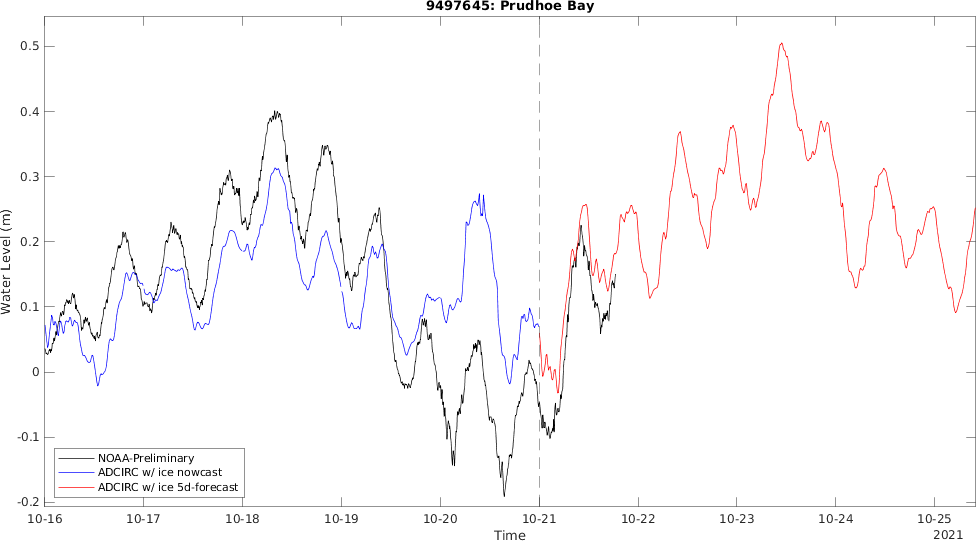 9497645: Prudhoe Bay
Water Level (m)
0.5
0.4
0.3
0.2
0.1
0
-0.1
-0.2
NOAA-Preliminary
ADCIRC w/ ice nowcast
ADCIRC w/ ice 5d-forecast
10-16 10-17 10-18 10-19 10-20 10-21 10-22 10-23 10-24 10-25
Time
2021